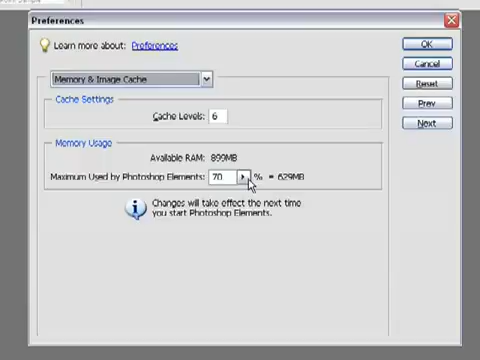 Preferences
Learn more about: Preferences
OK
Cancel
Memory & Image Cache
Reset
Cache Settings
Prev
Cache Levels: 6
Next
Memory Usage
Available RAM: 899MB
Maximum Used by Photoshop Elements: 70 % = 629MB
Changes will take effect the next time
you start Photoshop Elements.